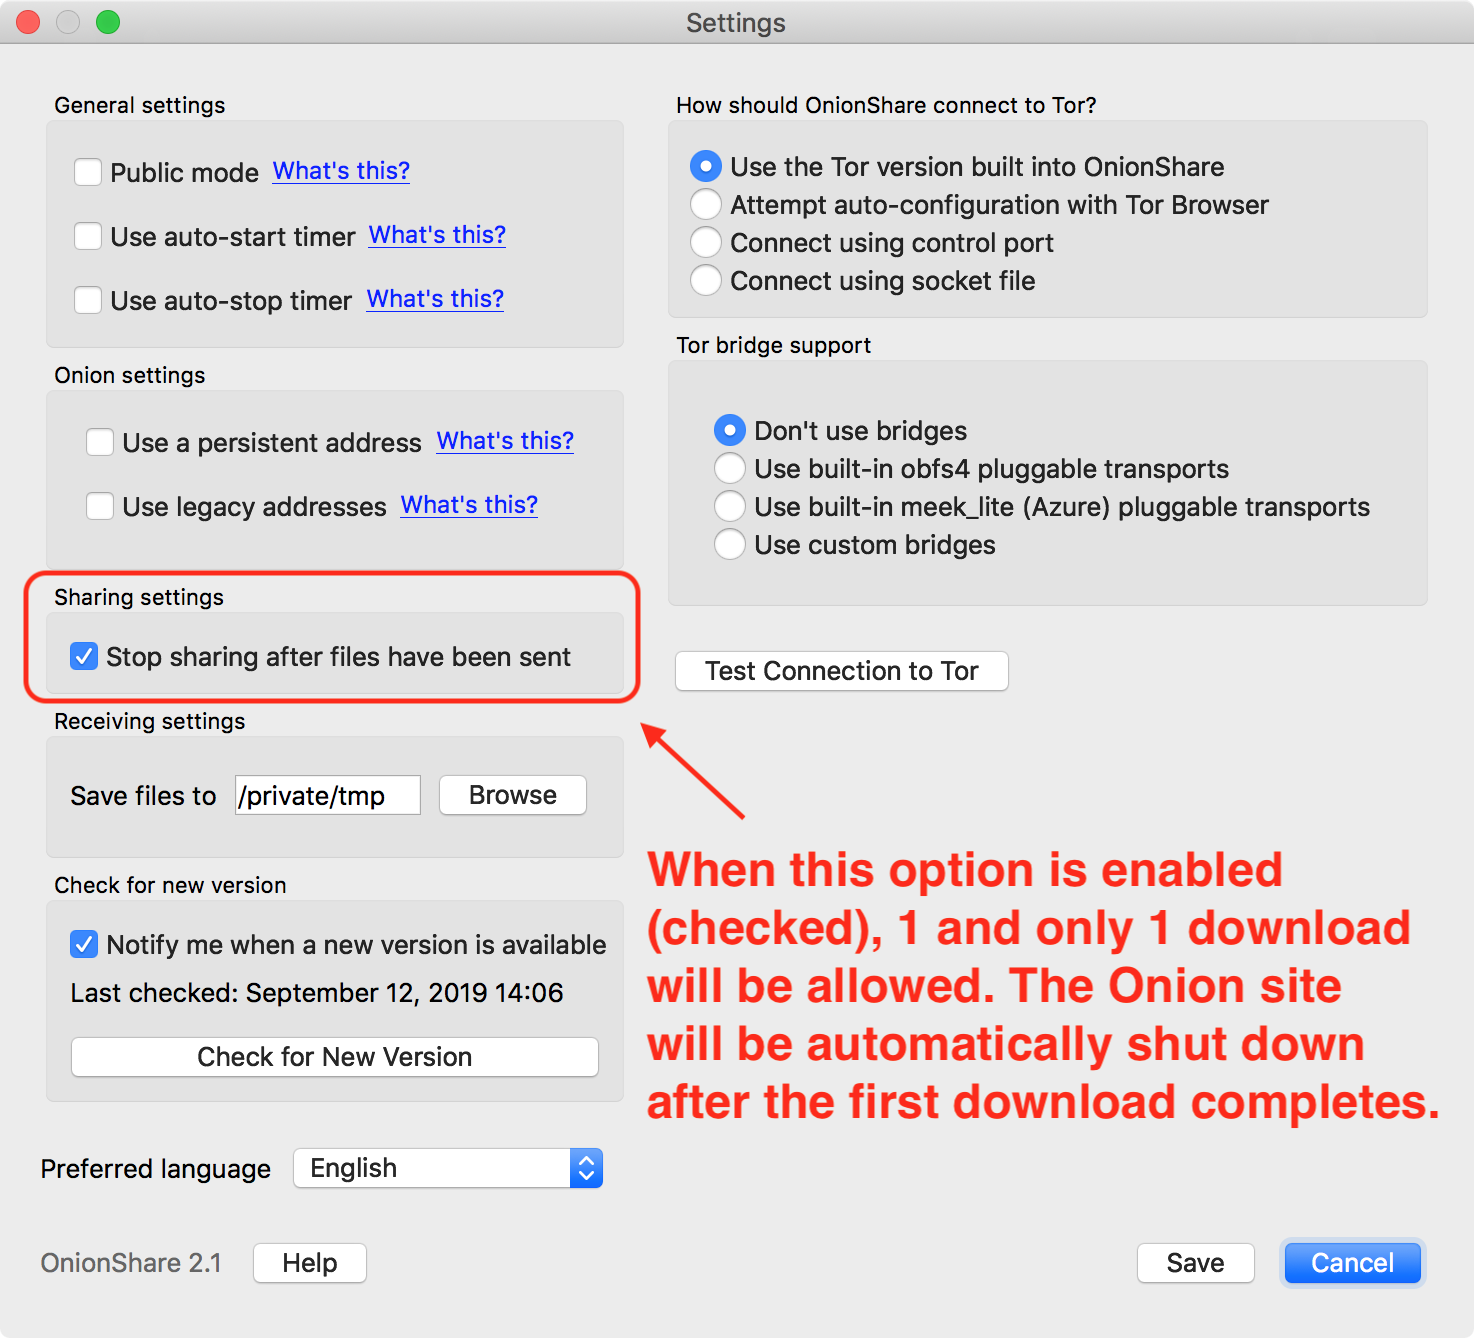 Settings
General settings
Public mode What's this?
Use auto-start timer What's this?
Use auto-stop timer What's this?
Onion settings
Use a persistent address What's this?
Use legacy addresses What's this?
Sharing settings
Stop sharing after files have been sent
Receiving settings
Save files to /private/tmp Browse
Check for new version
Notify me when a new version is available
Last checked: September 12, 2019 14:06
Check for New Version
Preferred language English
OnionShare 2.1 Help
How should OnionShare connect to Tor?
Use the Tor version built into OnionShare
Attempt auto-configuration with Tor Browser
Connect using control port
Connect using socket file
Tor bridge support
Don't use bridges
Use built-in obfs4 pluggable transports
Use built-in meek_lite (Azure) pluggable transports
Use custom bridges
Test Connection to Tor
When this option is enabled
(checked), 1 and only 1 download
will be allowed. The Onion site
will be automatically shut down
after the first download completes.
Save Cancel